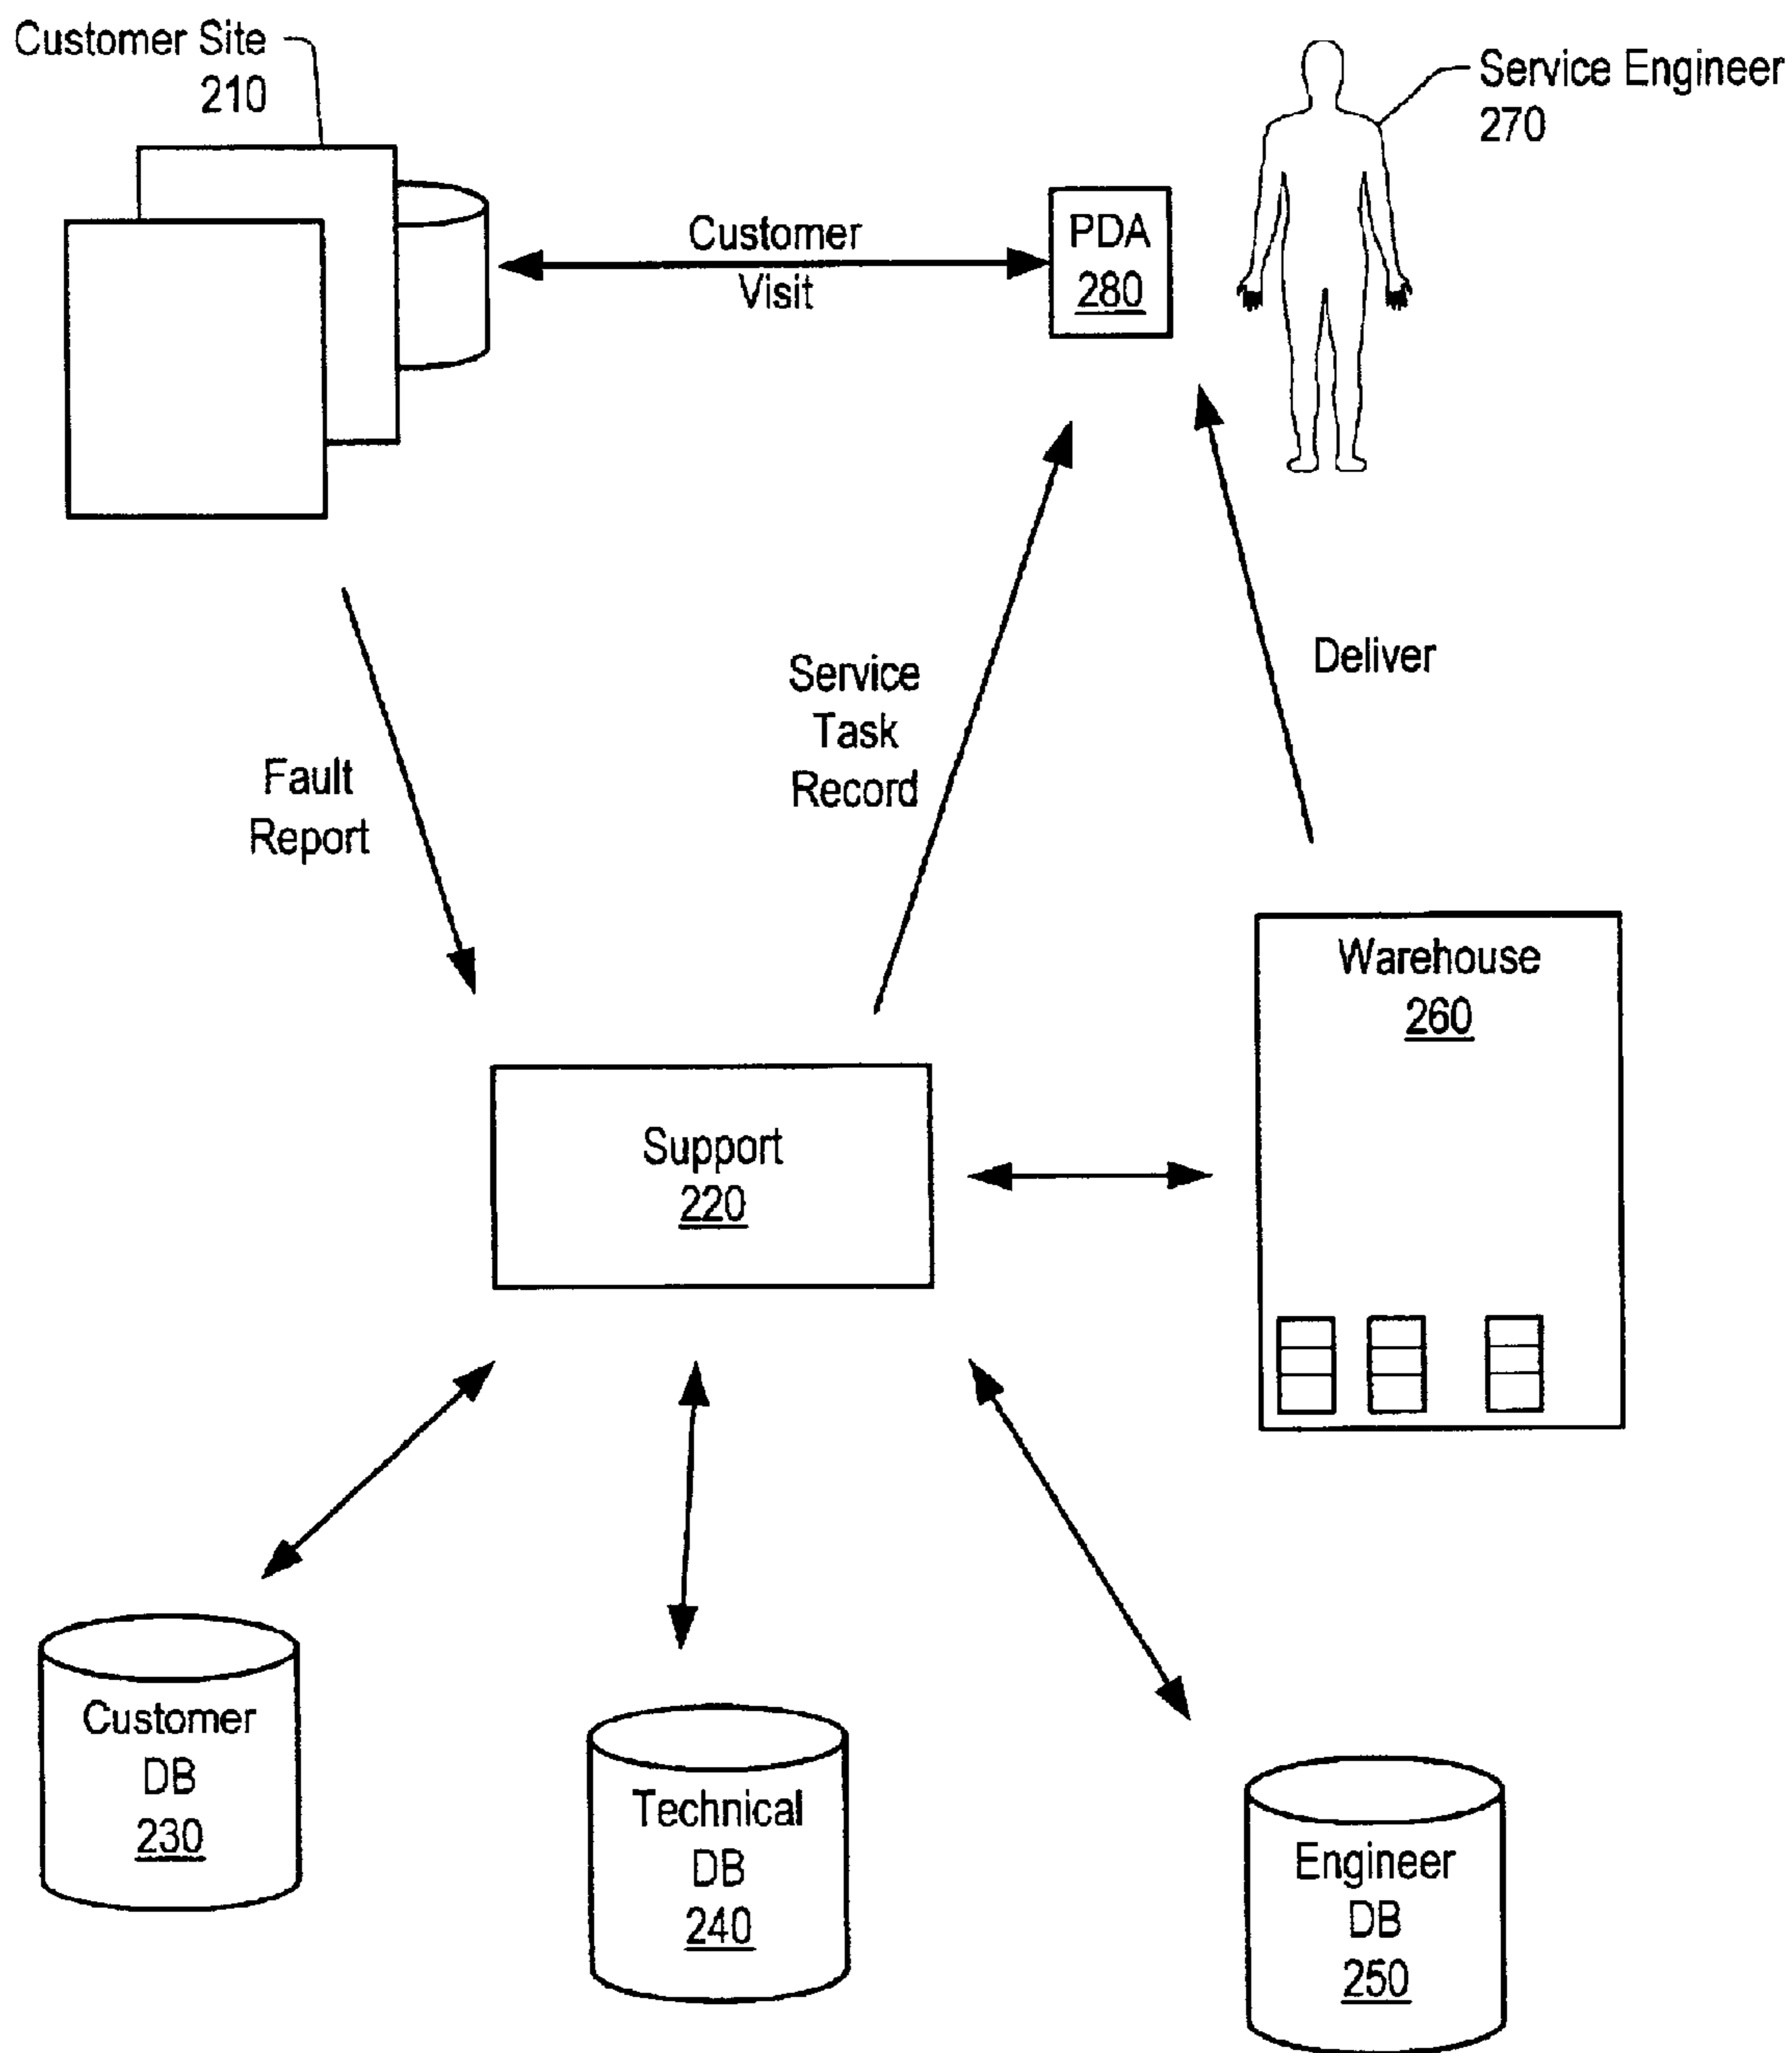 Customer Site
210
Service Engineer
270
PDA
280
Customer
Visit
Service
Task
Record
Deliver
Fault
Report
Warehouse
260
Support
220
Customer
DB
230
Technical
DB
240
Engineer
DB
250